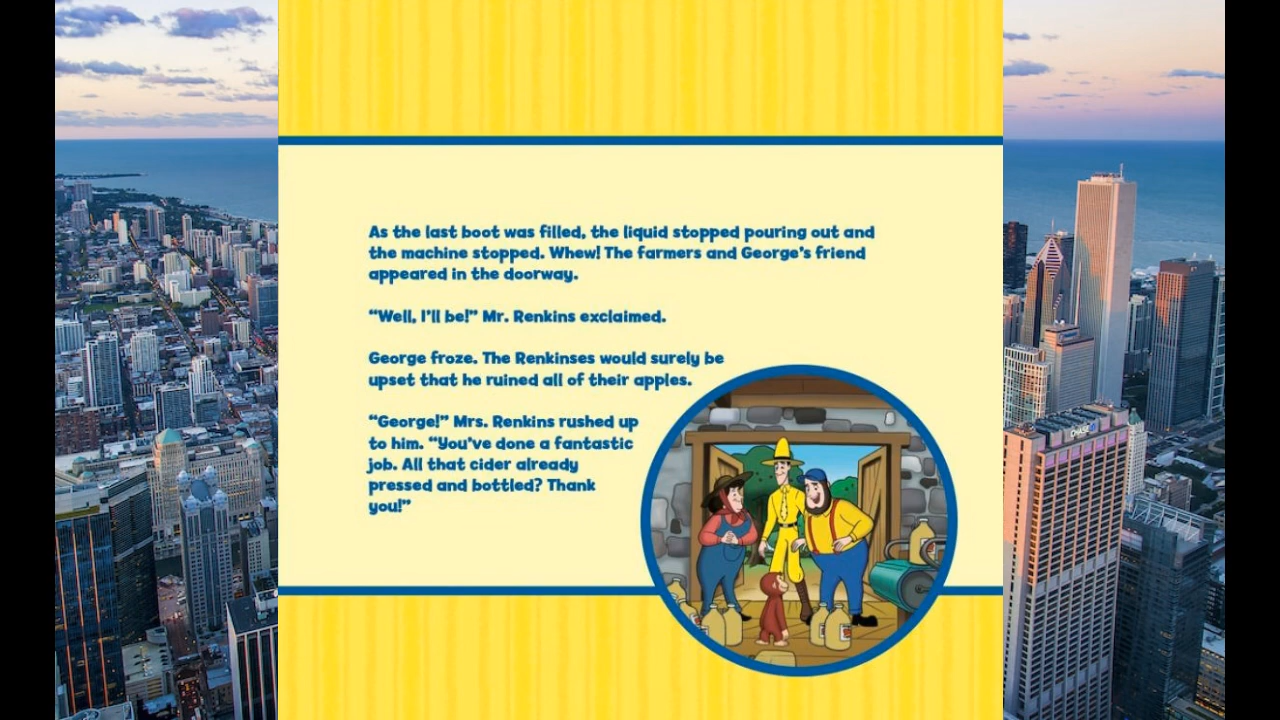 As the last boot was filled, the liquid stopped pouring out and
the machine stopped. Whew! The farmers and George's friend
appeared in the doorway.
“Well, I'll be!” Mr. Renkins exclaimed.
George froze. The Renkinses would surely be
upset that he ruined all of their apples.
“George!” Mrs. Renkins rushed up
to him. “You've done a fantastic
job. All that cider already
pressed and bottled? Thank
you!”
CHASE